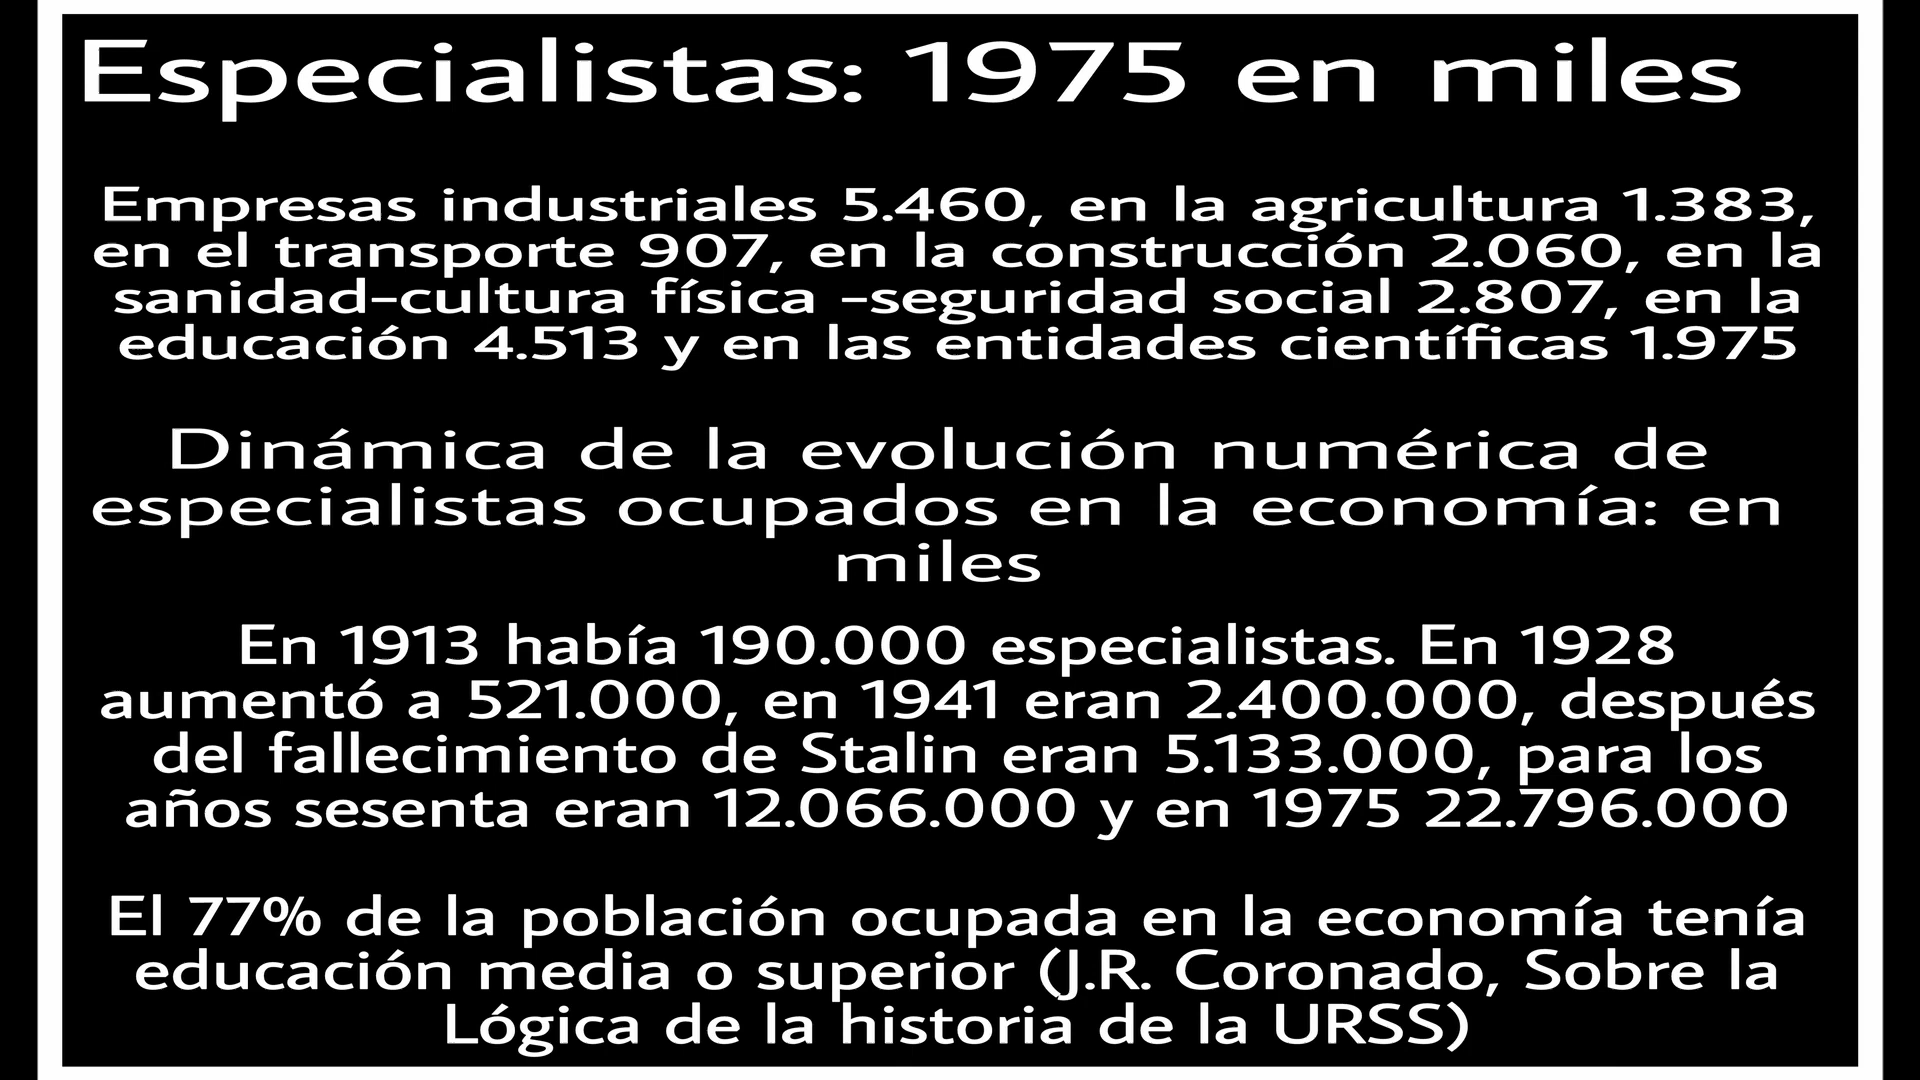 Especialistas: 1975 en miles
Empresas industriales 5.460, en la agricultura 1.383,
en el transporte 907, en la construcción 2.060, en la
sanidad-cultura física -seguridad social 2.807, en la
educación 4.513 y en las entidades científicas 1.975
Dinámica de la evolución numérica de
especialistas ocupados en la economía: en
miles
En 1913 había 190.000 especialistas. En 1928
aumentó a 521.000, en 1941 eran 2.400.000, después
del fallecimiento de Stalin eran 5.133.000, para los
años sesenta eran 12.066.000 y en 1975 22.796.000
El 77% de la población ocupada en la economía tenía
educación media o superior (J.R. Coronado, Sobre la
Lógica de la historia de la URSS)